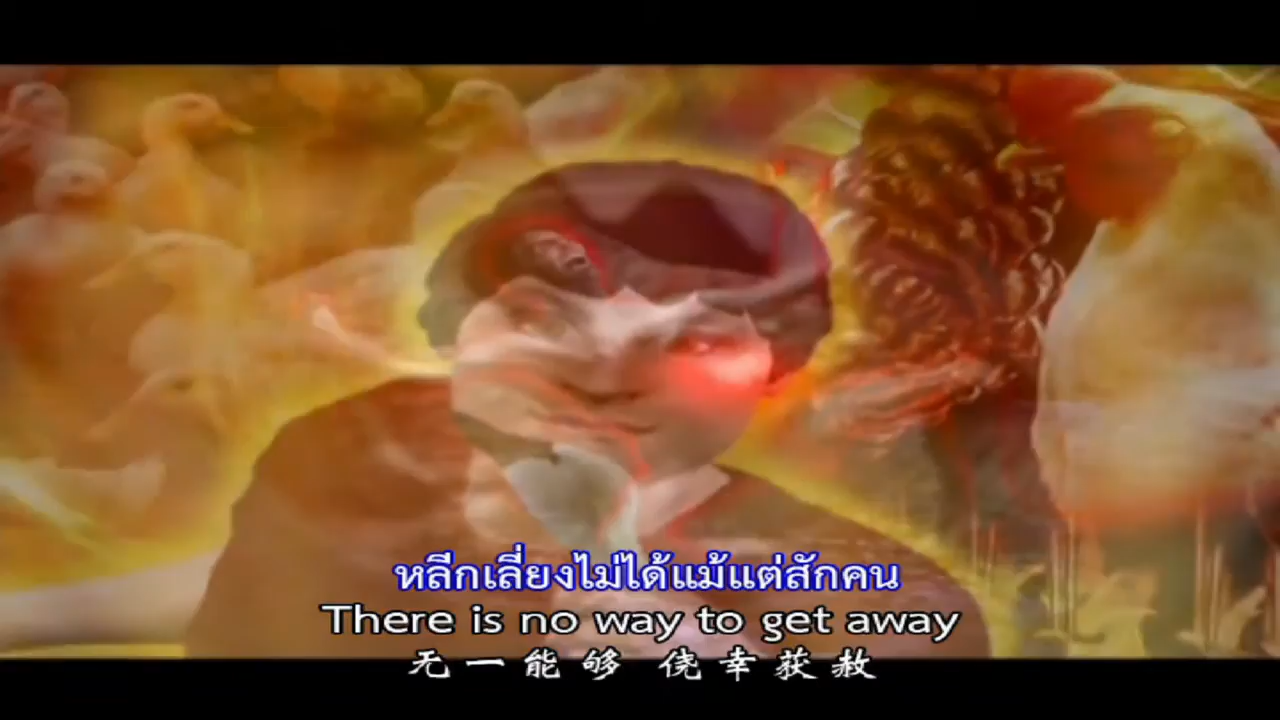 หลีกเลี่ยงไม่ได้แม้แต่สักคน
There is no way to get away
无一能够 侥幸获赦